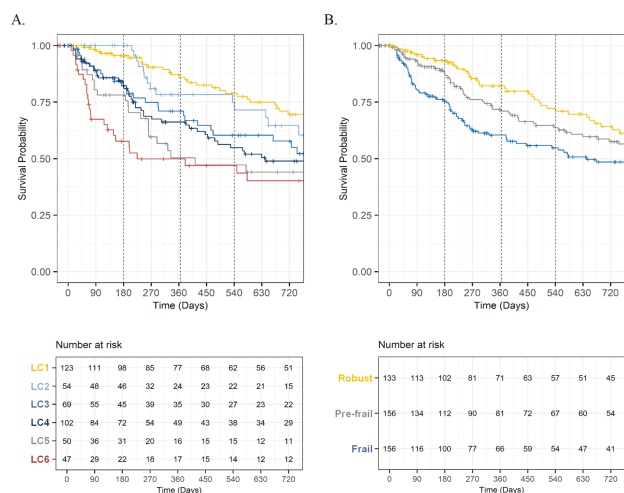 A.
1.00
0.75
0.50
0.25
0.00
Survival Probability
0 90 180 270 360 450 540 630 720
Time (Days)
B.
1.00
0.75
0.50
0.25
0.00
Survival Probability
0 90 180 270 360 450 540 630 720
Time (Days)
Number at risk
LC1 123 111 98 85 77 68 62 56 51
LC2 54 48 46 32 24 23 22 21 15
LC3 69 55 45 39 35 30 27 23 22
LC4 102 84 72 54 49 43 38 34 29
LC5 50 36 31 20 16 15 15 12 11
LC6 47 29 22 18 17 15 14 12 12
0 90 180 270 360 450 540 630 720
Time (Days)
Number at risk
Robust 133 113 102 81 71 63 57 51 45
Pre-frail 156 134 112 90 81 72 67 60 54
Frail 156 116 100 77 66 59 54 47 41
0 90 180 270 360 450 540 630 720
Time (Days)